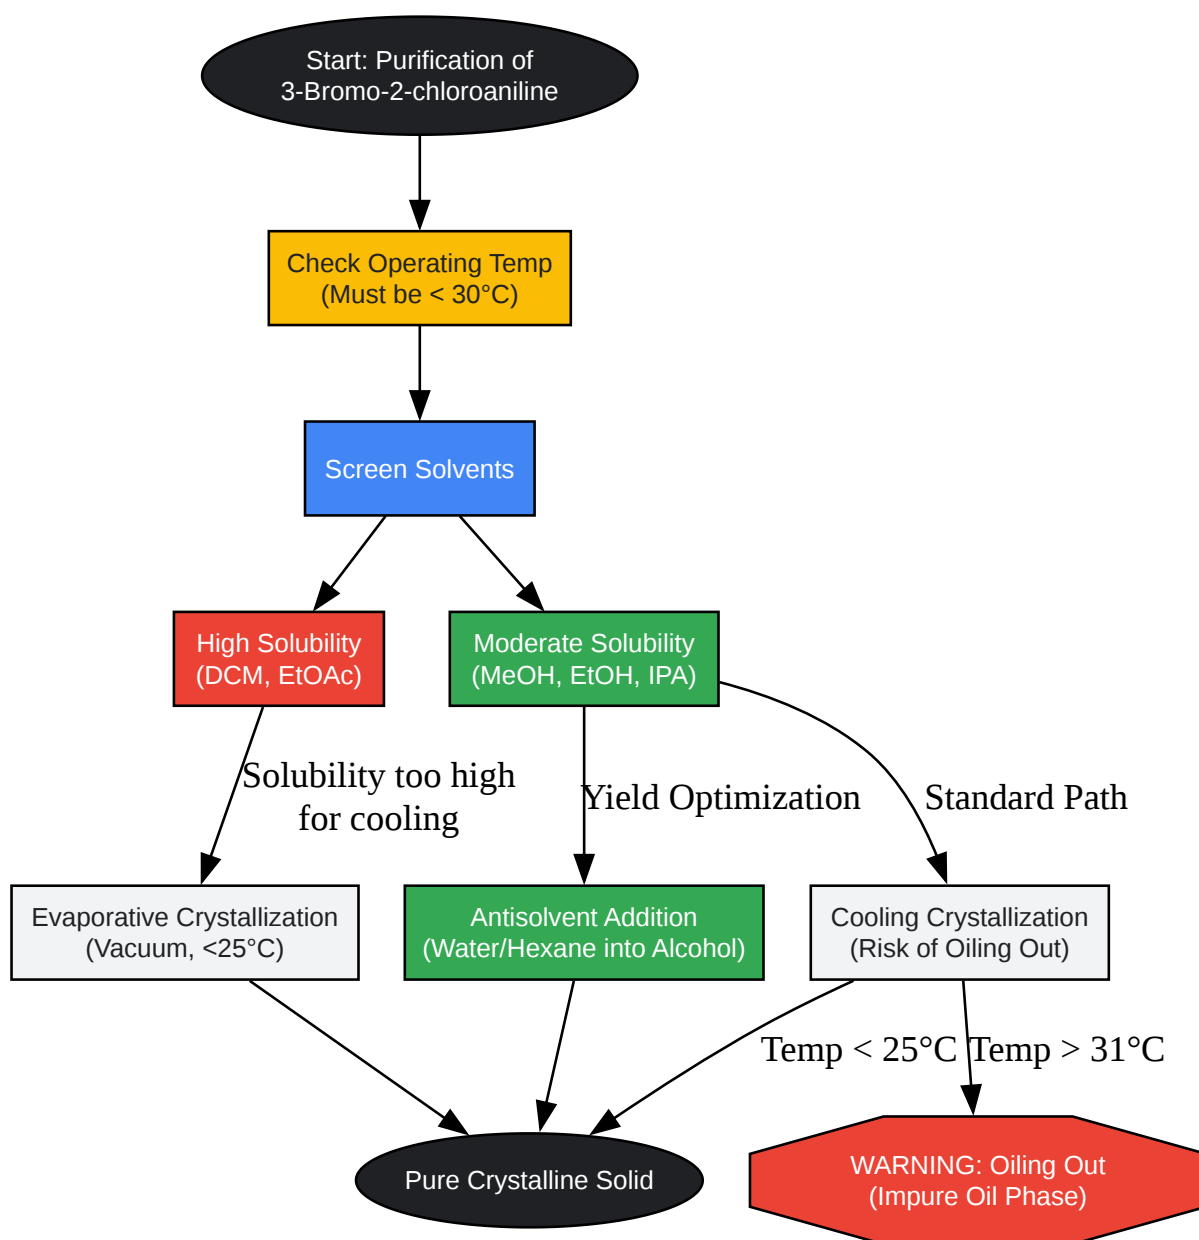 Start: Purification of
3-Bromo-2-chloroaniline
Check Operating Temp
(Must be < 30°C)
Screen Solvents
High Solubility
(DCM, EtOAc)
Moderate Solubility
(MeOH, EtOH, IPA)
Solubility too high
for cooling
Yield Optimization
Standard Path
Evaporative Crystallization
(Vacuum, <25°C)
Antisolvent Addition
(Water/Hexane into Alcohol)
Cooling Crystallization
(Risk of Oiling Out)
Temp < 25°C
Temp > 31°C
Pure Crystalline Solid
WARNING: Oiling Out
(Impure Oil Phase)